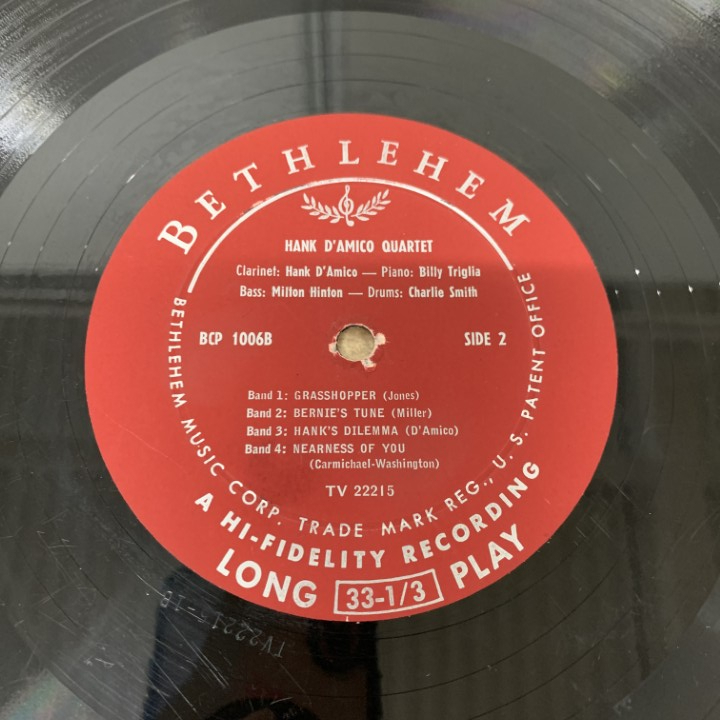 BETHLEHEM
HANK D'AMICO QUARTET
Clarinet: Hank D'Amico — Piano: Billy Triglia
Bass: Milton Hinton — Drums: Charlie Smith
BCP 1006B
SIDE 2
Band 1: GRASSHOPPER (Jones)
Band 2: BERNIE'S TUNE (Miller)
Band 3: HANK'S DILEMMA (D'Amico)
Band 4: NEARNESS OF YOU
(Carmichael-Washington)
TV 22215
BETHLEHEM MUSIC CORP. TRADE MARK REG., U. S. PATENT OFFICE
A HI-FIDELITY RECORDING
LONG 33-1/3 PLAY